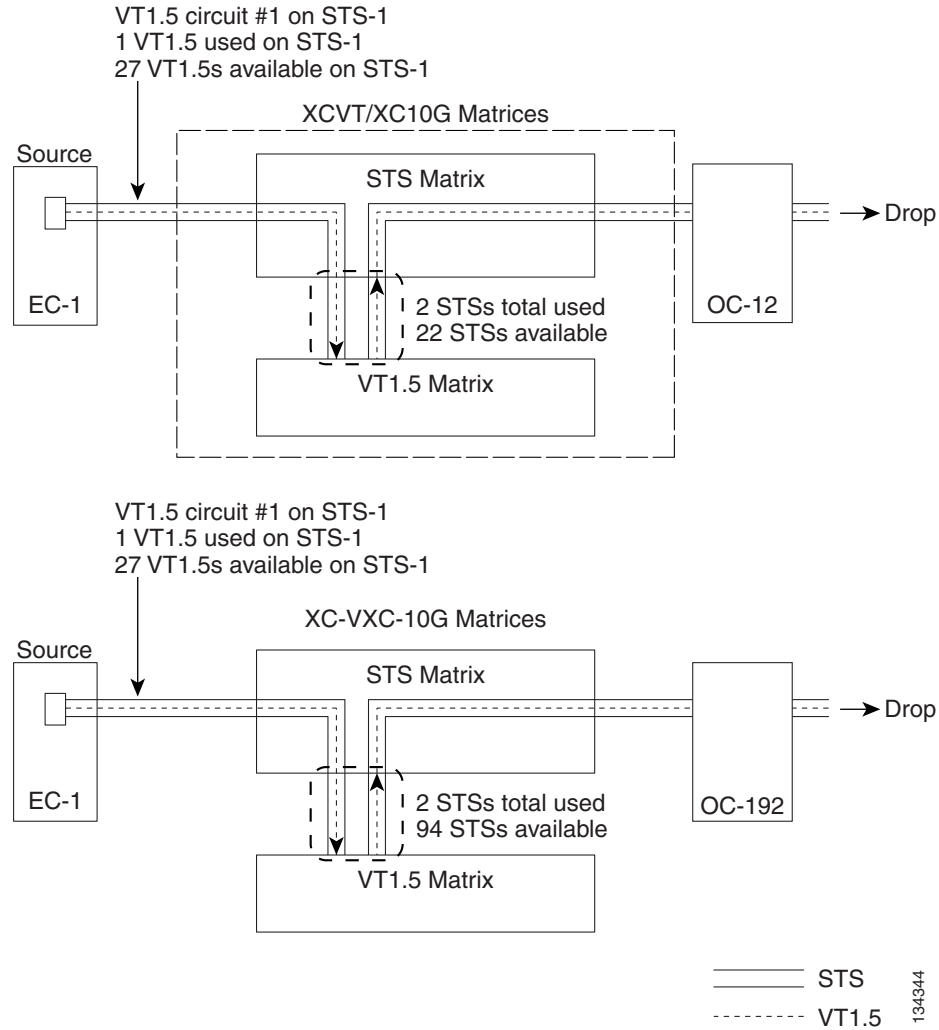 VT1.5 circuit #1 on STS-1
1 VT1.5 used on STS-1
27 VT1.5s available on STS-1
XCVT/XC10G Matrices
Source
STS Matrix
Drop
EC-1
2 STSs total used
22 STSs available
OC-12
VT1.5 Matrix
VT1.5 circuit #1 on STS-1
1 VT1.5 used on STS-1
27 VT1.5s available on STS-1
XC-VXC-10G Matrices
Source
STS Matrix
Drop
EC-1
2 STSs total used
94 STSs available
OC-192
VT1.5 Matrix
STS
VT1.5
134344